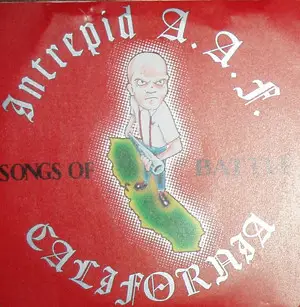 Intrepid A.A.F.
SONGS OF BATTLE
CALIFORNIA